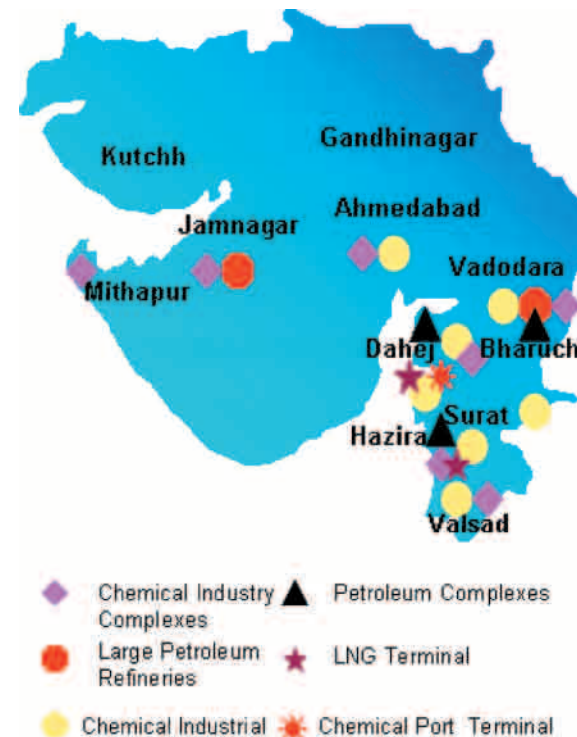 Gandhinagar
Kutchh
Ahmedabad
Jamnagar
Vadodara
Mithapur
Dahej
Bharuch
Surat
Hazira
Valsad
Chemical Industry
Complexes
Petroleum Complexes
Large Petroleum
Refineries
LNG Terminal
Chemical Industrial
Chemical Port Terminal